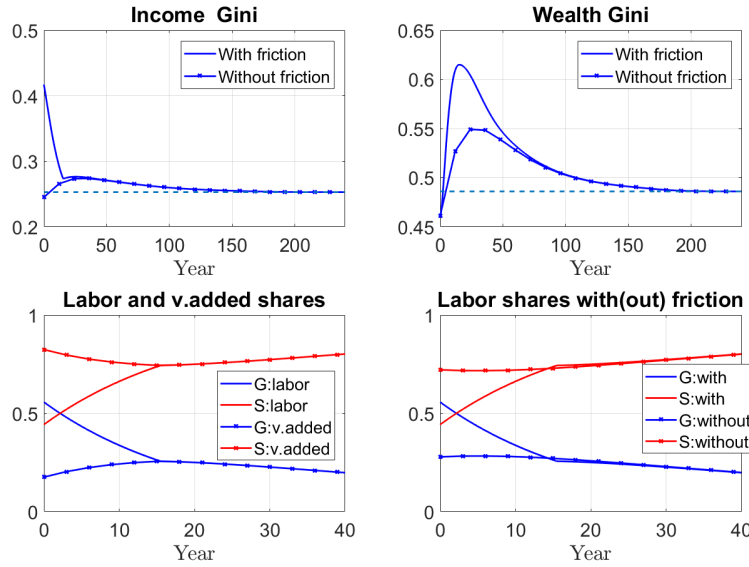 Income  Gini
0.5
0.4
0.3
0.2
With friction
Without friction
0 50 100 150 200
Year
Wealth Gini
0.65
0.6
0.55
0.5
0.45
With friction
Without friction
0 50 100 150 200
Year
Labor and v.added shares
1
0.5
0
G:labor
S:labor
G:v.added
S:v.added
0 10 20 30 40
Year
Labor shares with(out) friction
1
0.5
0
G:with
S:with
G:without
S:without
0 10 20 30 40
Year